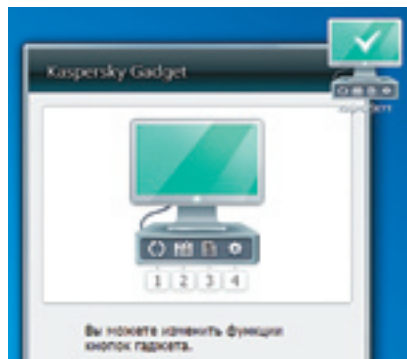 Kaspersky Gadget
1 2 3 4
Вы можете изменить функции
кнопок гаджета.